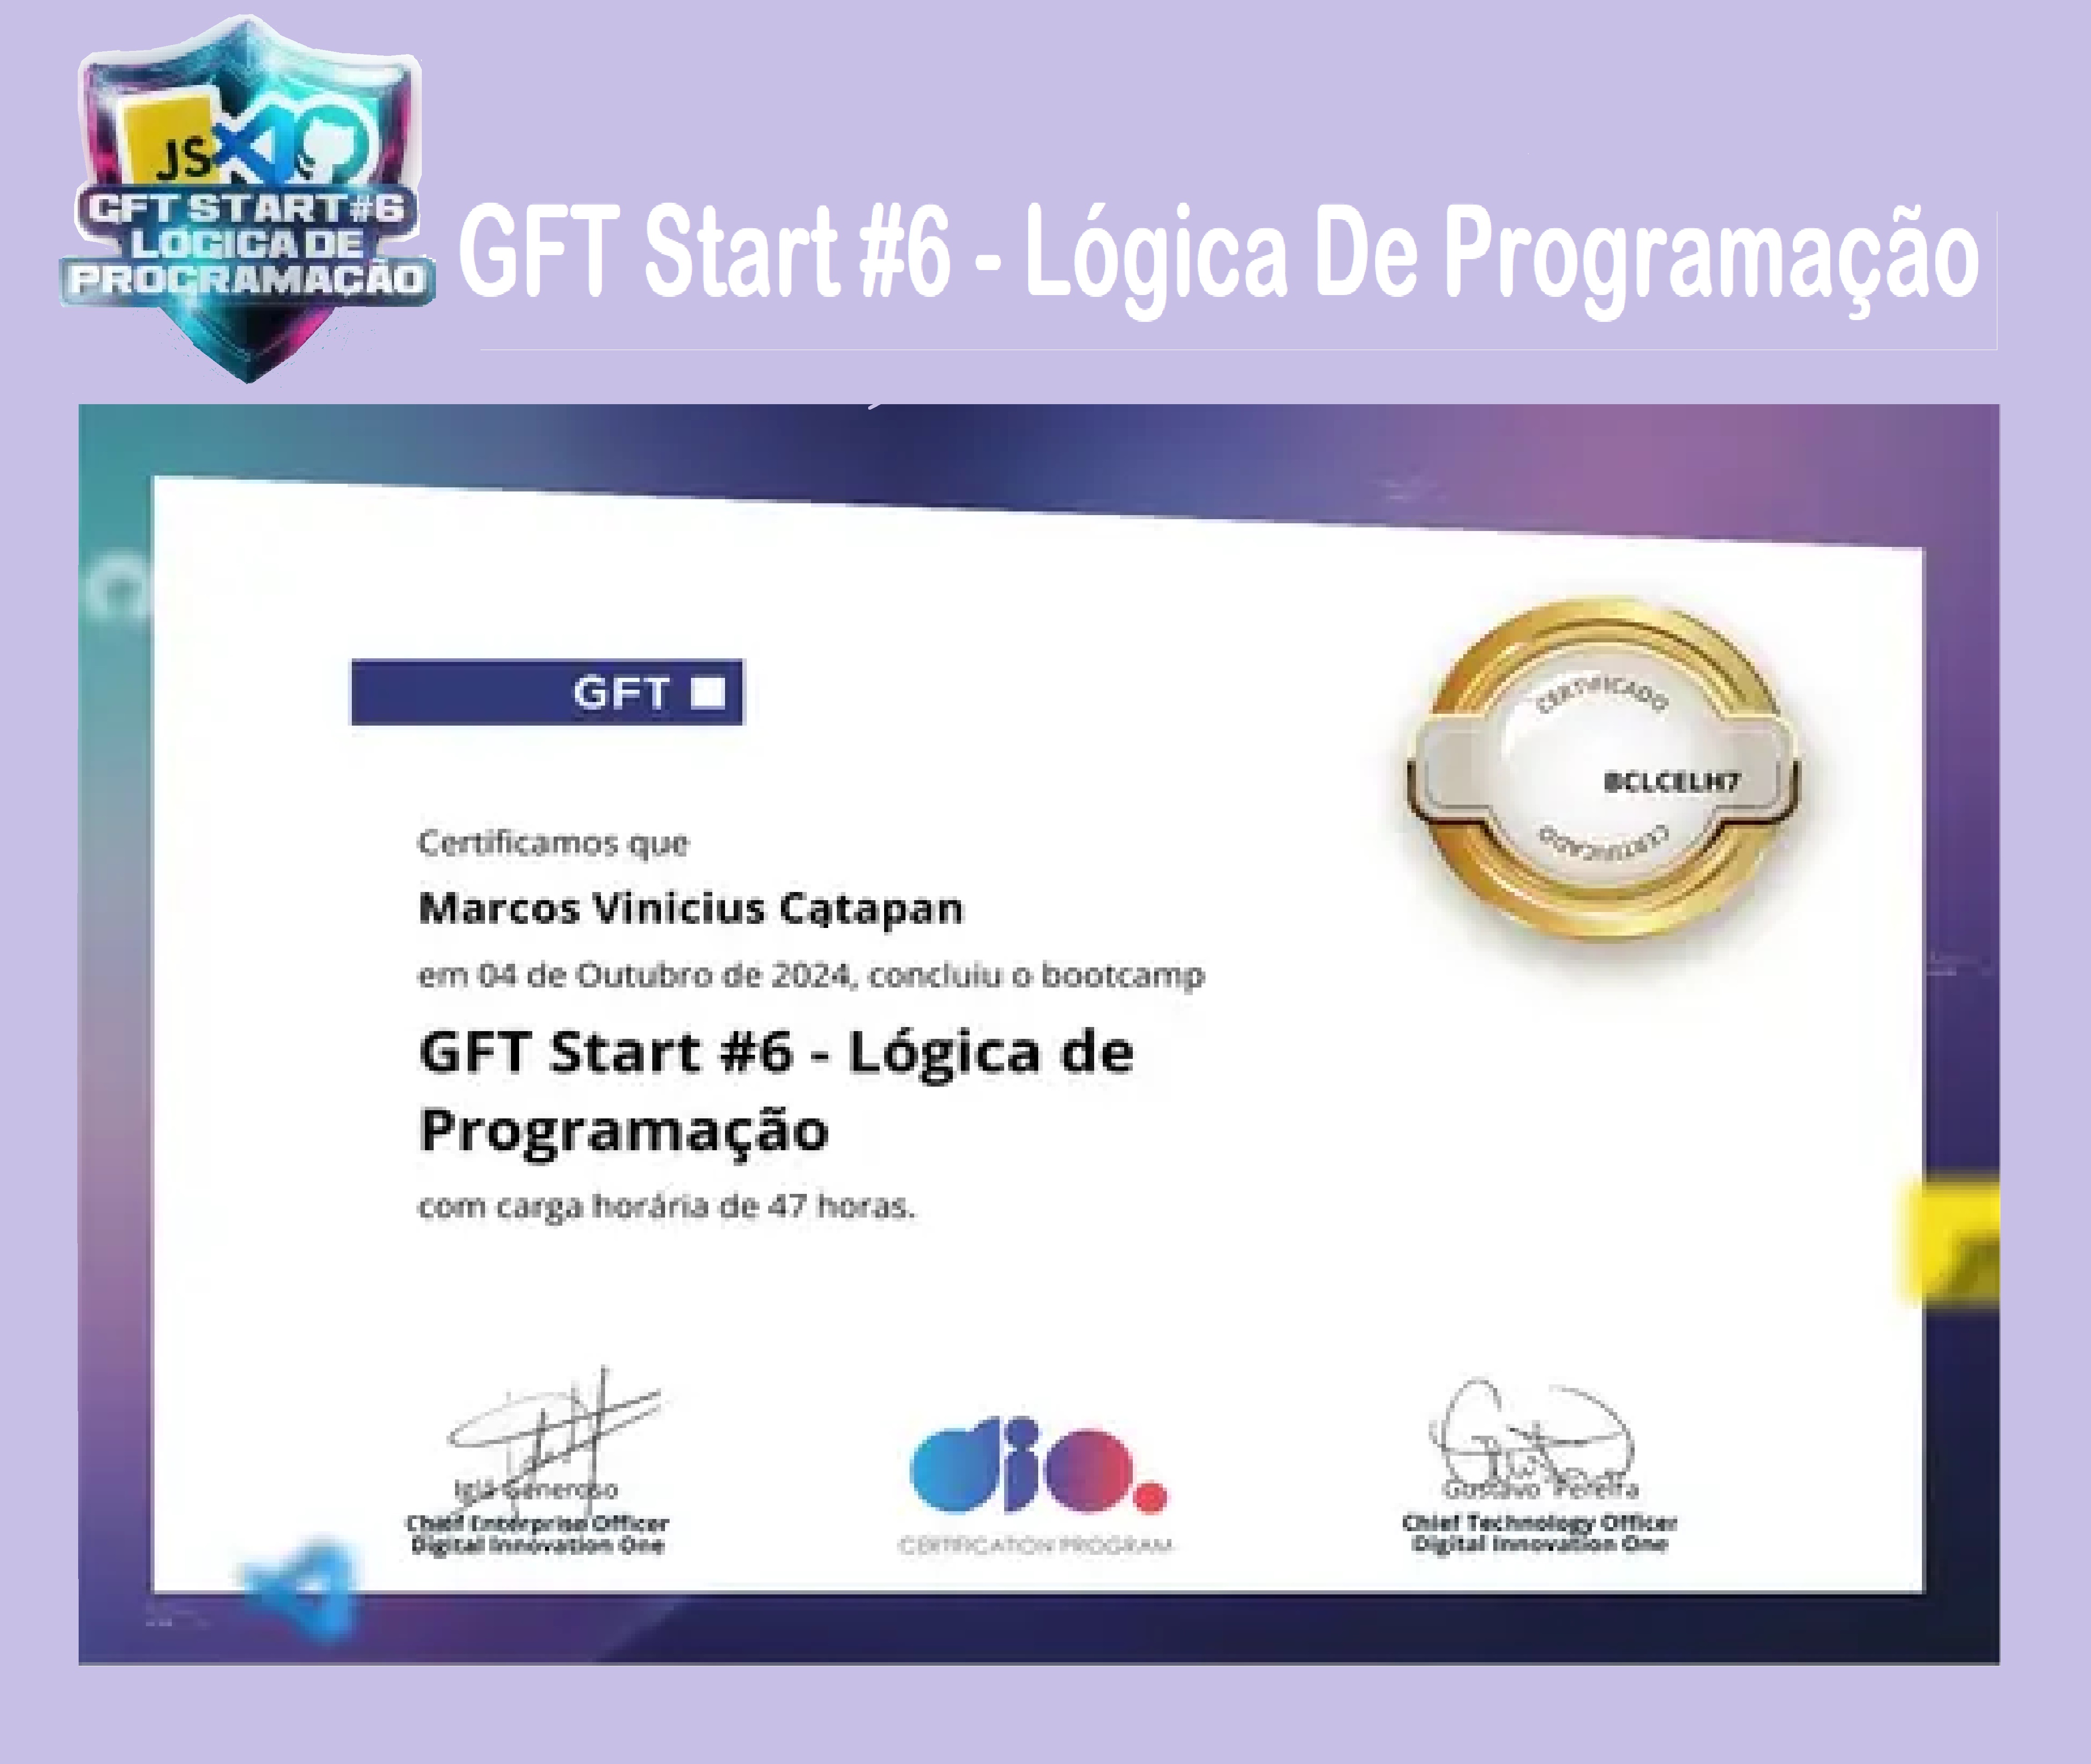 JS
GFT START #6
LÓGICA DE
PROGRAMAÇÃO
GFT Start #6 - Lógica De Programação
GFT
CERTIFICADO
BCLCELH7
CERTIFICADO
Certificamos que
Marcos Vinicius Catapan
em 04 de Outubro de 2024, concluiu o bootcamp
GFT Start #6 - Lógica de
Programação
com carga horária de 47 horas.
Iglá Generoso
Chief Enterprise Officer
Digital Innovation One
dio.
CERTIFICATION PROGRAM
Gustavo Pereira
Chief Technology Officer
Digital Innovation One